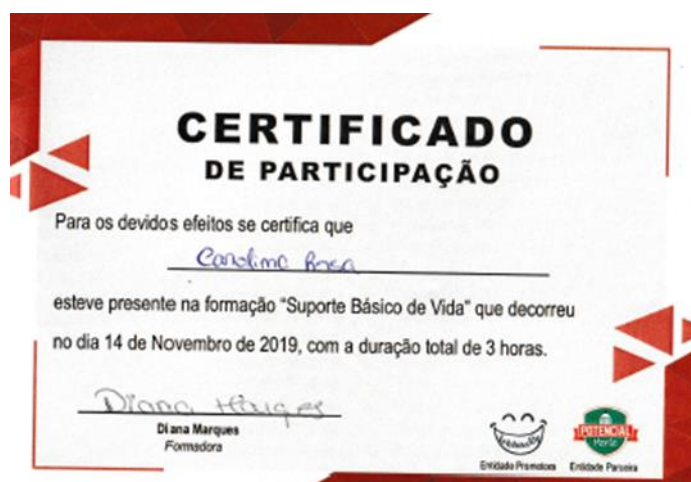 CERTIFICADO
DE PARTICIPAÇÃO
Para os devidos efeitos se certifica que
Carolina Rosa
esteve presente na formação “Suporte Básico de Vida” que decorreu
no dia 14 de Novembro de 2019, com a duração total de 3 horas.
Diana Marques
Diana Marques
Formadora
POTENCIAL
Norte
Entidade Promotora Entidade Parceira